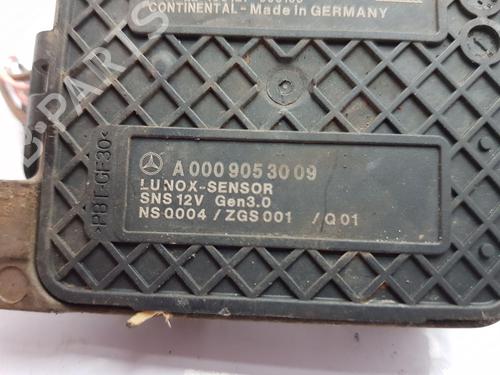 CONTINENTAL - Made in GERMANY
>PBT-GF30<
A 000 905 30 09
LUNOX-SENSOR
SNS 12V Gen3.0
NS 0004 / ZGS 001 / Q 01